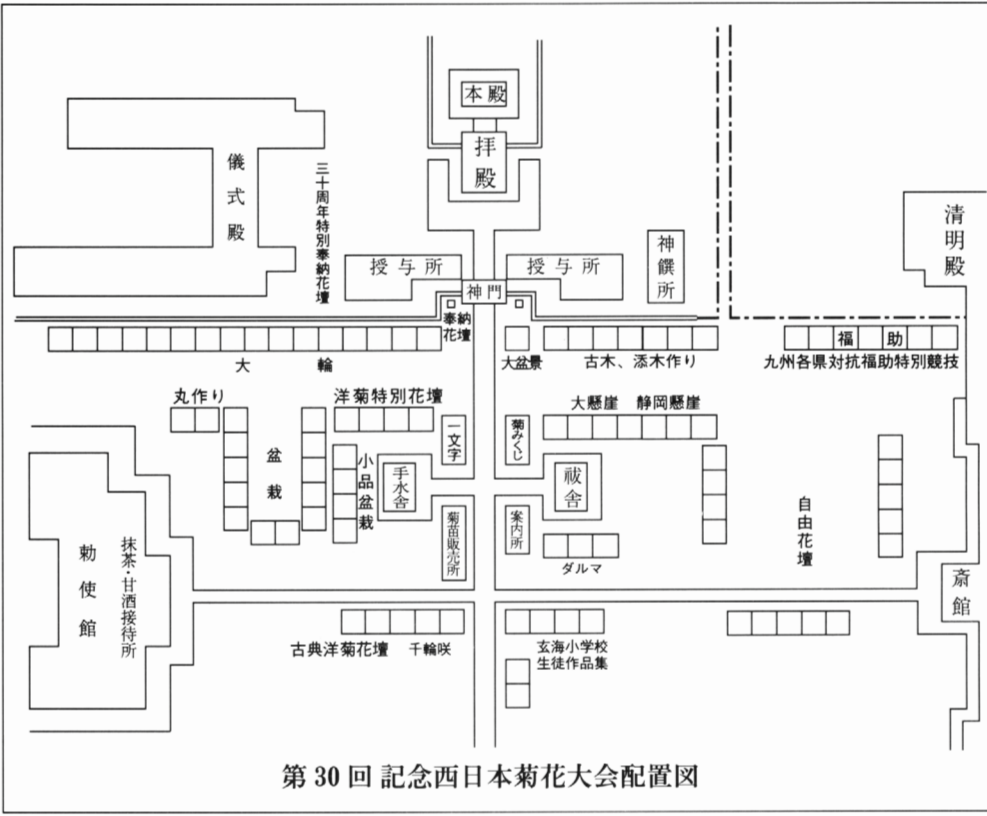 本殿
拝殿
儀式殿
三十周年特別奉納花壇
授与所
授与所
神饌所
清明殿
神門
奉納花壇
大輪
大盆景
古木、添木作り
福助
九州各県対抗福助特別競技
丸作り
洋菊特別花壇
一文字
菊みくじ
大懸崖 静岡懸崖
盆栽
小品盆栽
手水舎
祓舎
自由花壇
菊苗販売所
案内所
ダルマ
勅使館
抹茶・甘酒接待所
斎館
古典洋菊花壇 千輪咲
玄海小学校
生徒作品集
第30回 記念西日本菊花大会配置図